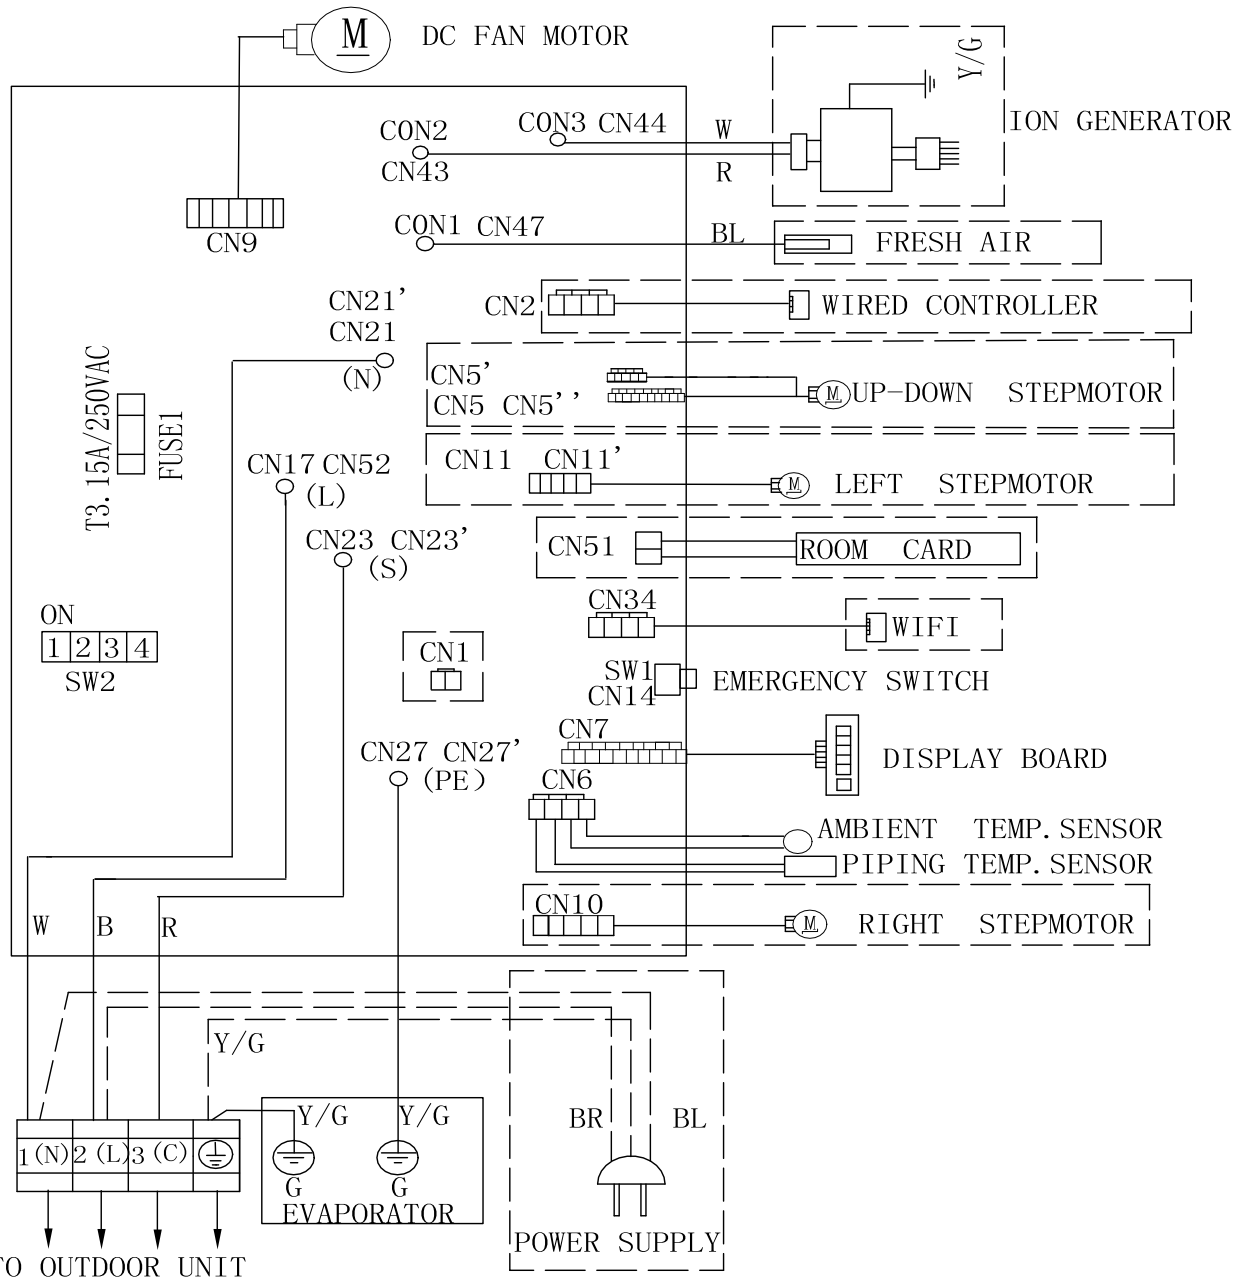 M DC FAN MOTOR
Y/G
ION GENERATOR
CON2
CON3 CN44
W
CN43
R
CN9
CON1 CN47
BL
FRESH AIR
CN21'
CN21
(N)
CN2
WIRED CONTROLLER
T3.15A/250VAC
FUSE1
CN5'
CN5 CN5''
M UP-DOWN STEPMOTOR
CN17 CN52
(L)
CN11 CN11'
M LEFT STEPMOTOR
CN23 CN23'
(S)
CN51
ROOM CARD
ON
1 2 3 4
SW2
CN34
WIFI
CN1
SW1
CN14
EMERGENCY SWITCH
CN27 CN27'
(PE)
CN7
DISPLAY BOARD
CN6
AMBIENT TEMP.SENSOR
PIPING TEMP.SENSOR
CN10
M RIGHT STEPMOTOR
W B R
Y/G
Y/G Y/G
BR BL
1(N) 2(L) 3(C)
G G
EVAPORATOR
POWER SUPPLY
TO OUTDOOR UNIT